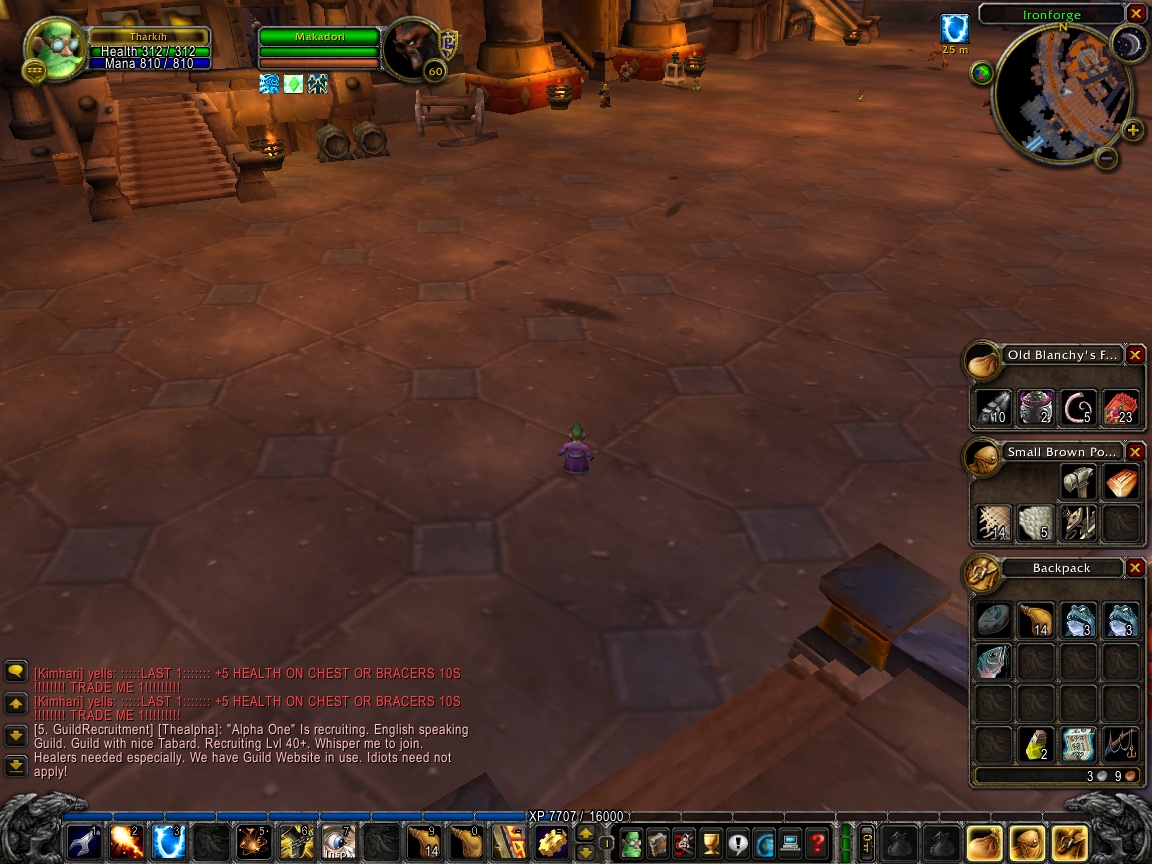 Tharkih
Health 312 / 312
Mana 810 / 810
zzz
Makadori
60
25 m
Ironforge
N
Old Blanchy's F...
10 2 5 23
Small Brown Po...
14 5
Backpack
14 3 3
2
3 9
[Kimhari] yells: :::::LAST 1::::::: +5 HEALTH ON CHEST OR BRACERS 10S
!!!!!!!! TRADE ME 1!!!!!!!!!
[Kimhari] yells: :::::LAST 1::::::: +5 HEALTH ON CHEST OR BRACERS 10S
!!!!!!!! TRADE ME 1!!!!!!!!!
[5. GuildRecruitment] [Thealpha]: "Alpha One" Is recruiting. English speaking
Guild. Guild with nice Tabard. Recruiting Lvl 40+. Whisper me to join.
Healers needed especially. We have Guild Website in use. Idiots need not
apply!
XP 7707 / 16000
1 2 3 5 6 7 9 0
Insp
14
1